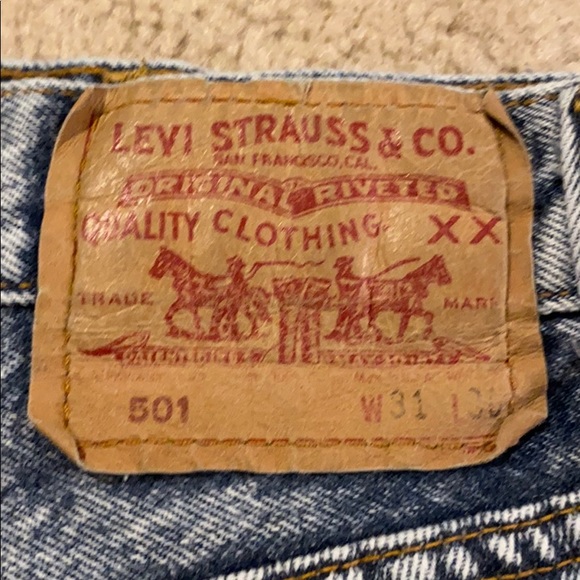 LEVI STRAUSS & CO.
SAN FRANCISCO, CAL.
ORIGINAL RIVETED
QUALITY CLOTHING XX
TRADE MARK
501 W31 L